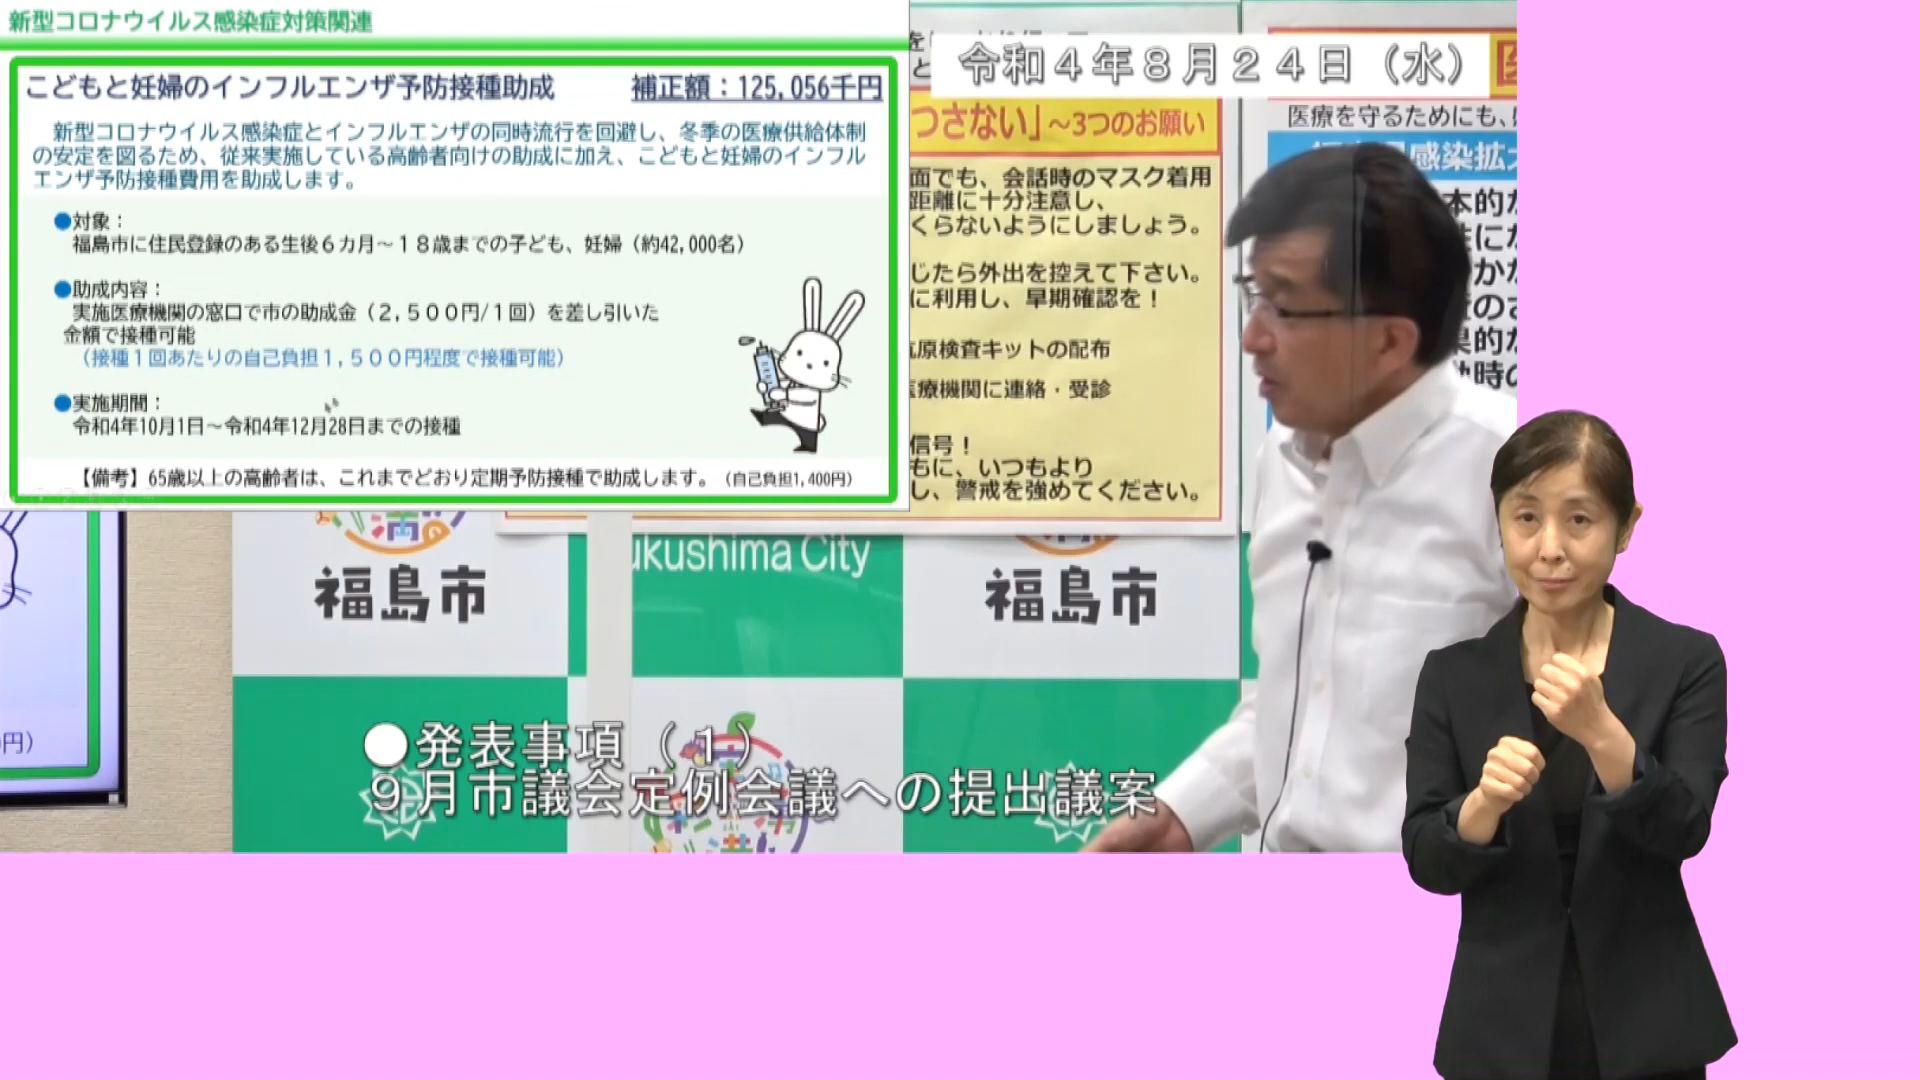 新型コロナウイルス感染症対策関連
こどもと妊婦のインフルエンザ予防接種助成 補正額：125,056千円
新型コロナウイルス感染症とインフルエンザの同時流行を回避し、冬季の医療供給体制
の安定を図るため、従来実施している高齢者向けの助成に加え、こどもと妊婦のインフル
エンザ予防接種費用を助成します。
●対象：
福島市に住民登録のある生後６カ月～１８歳までの子ども、妊婦（約42,000名）
●助成内容：
実施医療機関の窓口で市の助成金（２,５００円/１回）を差し引いた
金額で接種可能
（接種１回あたりの自己負担１,５００円程度で接種可能）
●実施期間：
令和4年10月1日～令和4年12月28日までの接種
【備考】65歳以上の高齢者は、これまでどおり定期予防接種で助成します。（自己負担1,400円）
令和４年８月２４日（水）
つさない」～3つのお願い
面でも、会話時のマスク着用
距離に十分注意し、
くらないようにしましょう。
じたら外出を控えて下さい。
に利用し、早期確認を！
原検査キットの配布
医療機関に連絡・受診
信号！
もに、いつもより
し、警戒を強めてください。
医療を守るためにも、
感染拡
本的な
のさ
果的な
時の
円）
福島市
ukushima City
福島市
●発表事項（１）
９月市議会定例会議への提出議案